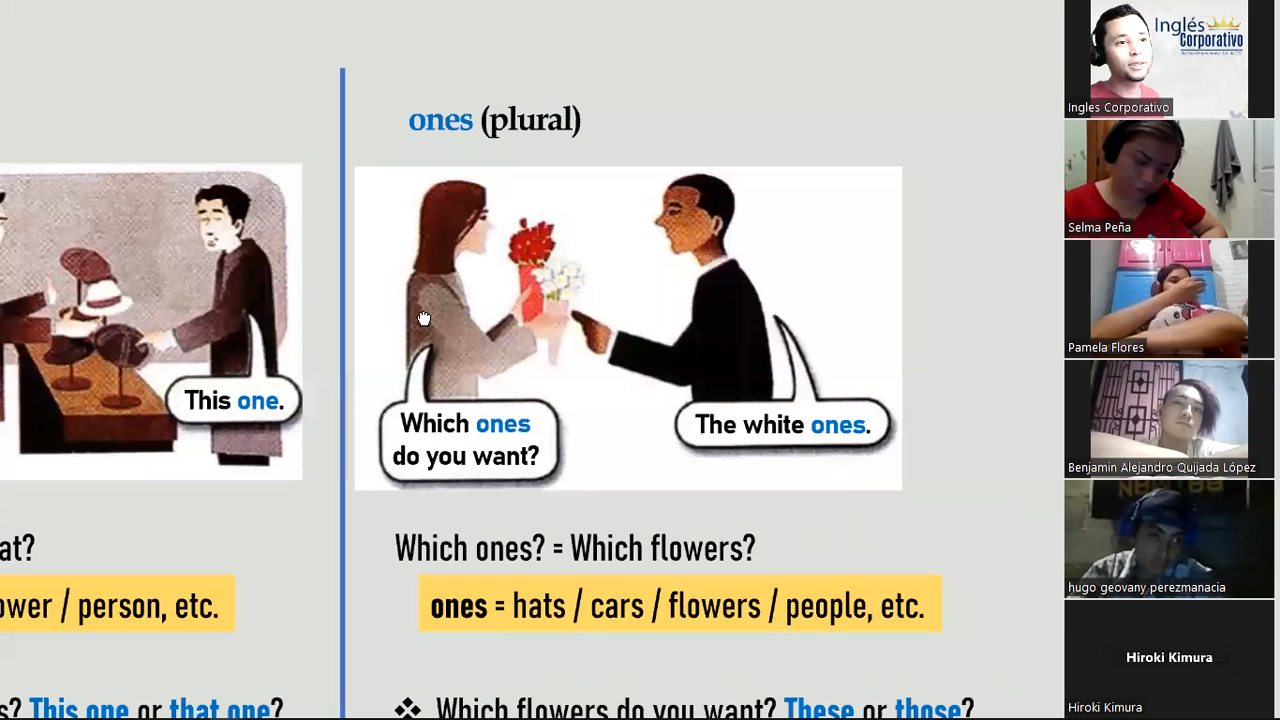 ones (plural)
This one.
Which ones
do you want?
The white ones.
at?
Which ones? = Which flowers?
ower / person, etc.
ones = hats / cars / flowers / people, etc.
s? This one or that one?
❖ Which flowers do you want? These or those?
Inglés
Corporativo
Ingles Corporativo
Selma Peña
Pamela Flores
Benjamin Alejandro Quijada López
hugo geovany perezmanacia
Hiroki Kimura
Hiroki Kimura